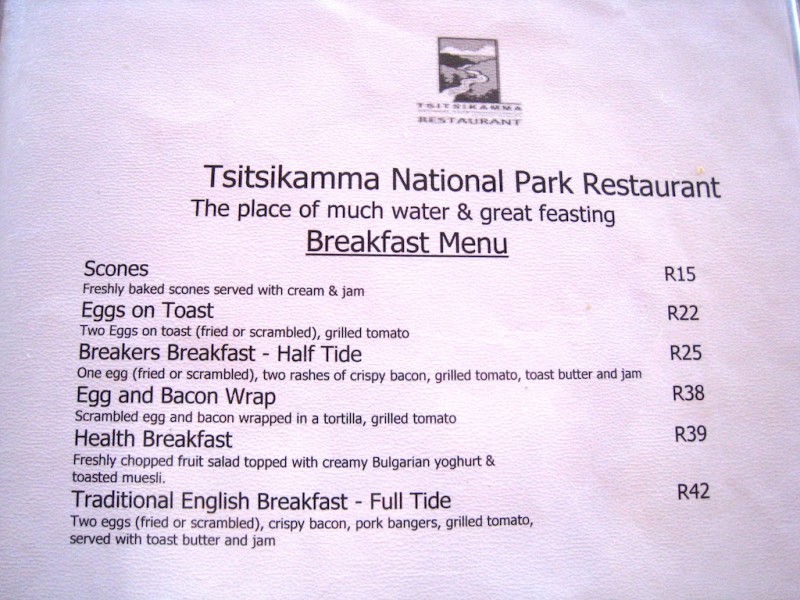 TSITSIKAMMA
RESTAURANT
Tsitsikamma National Park Restaurant
The place of much water & great feasting
Breakfast Menu
Scones R15
Freshly baked scones served with cream & jam
Eggs on Toast R22
Two Eggs on toast (fried or scrambled), grilled tomato
Breakers Breakfast - Half Tide R25
One egg (fried or scrambled), two rashes of crispy bacon, grilled tomato, toast butter and jam
Egg and Bacon Wrap R38
Scrambled egg and bacon wrapped in a tortilla, grilled tomato
Health Breakfast R39
Freshly chopped fruit salad topped with creamy Bulgarian yoghurt &
toasted muesli.
Traditional English Breakfast - Full Tide R42
Two eggs (fried or scrambled), crispy bacon, pork bangers, grilled tomato,
served with toast butter and jam